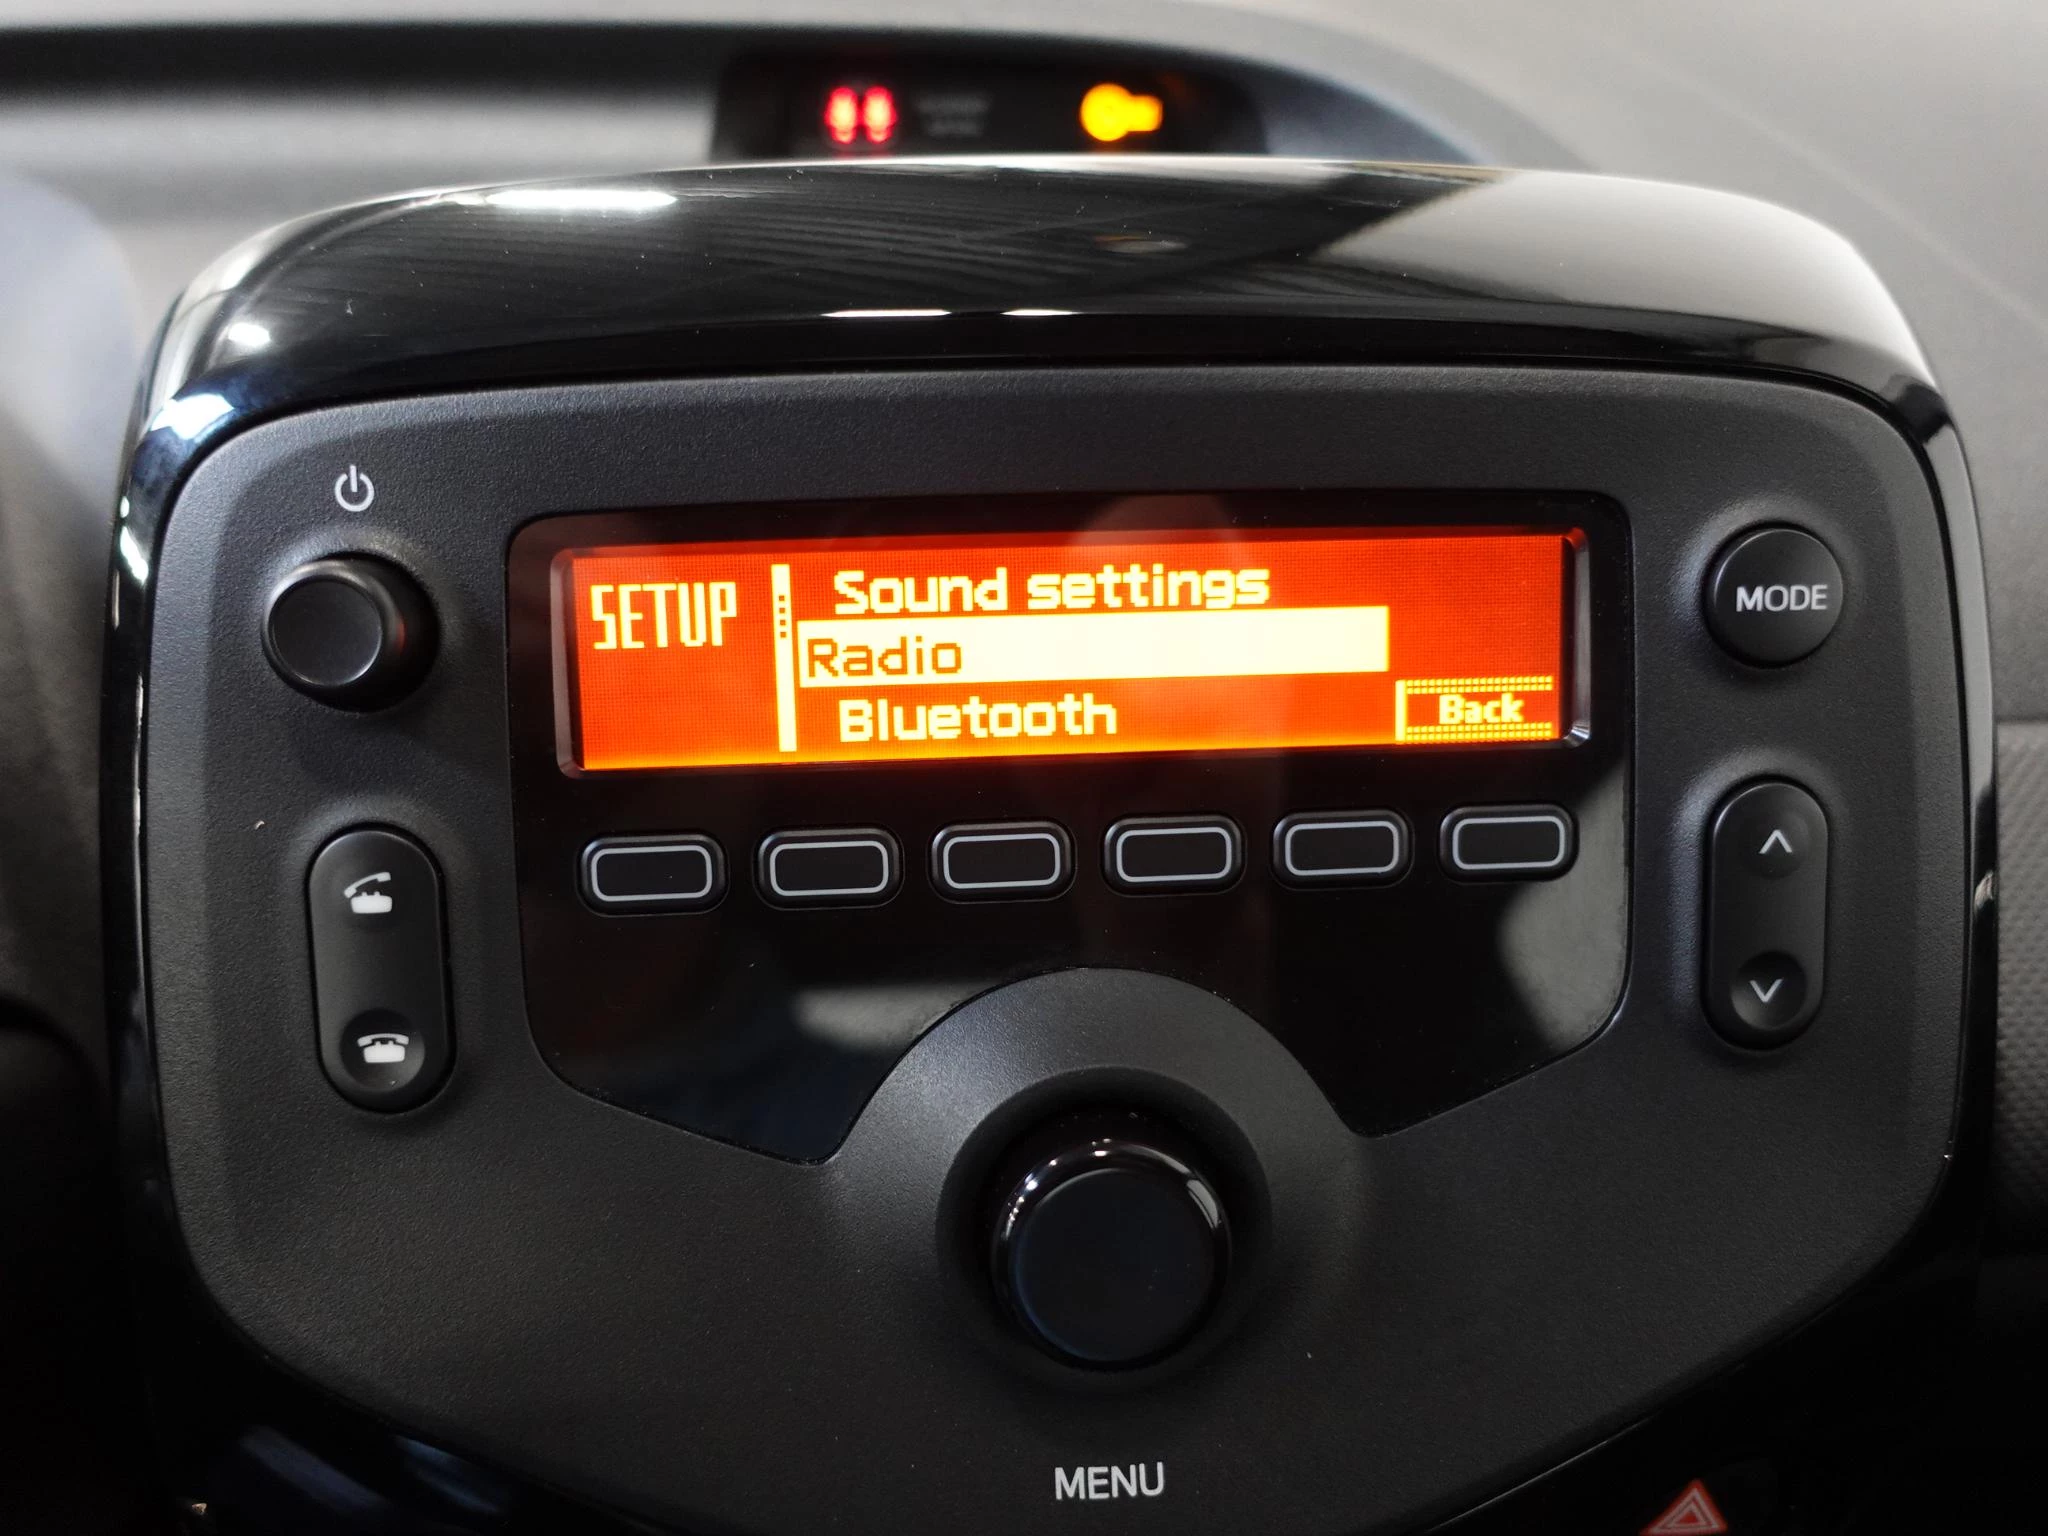 SETUP
Sound settings
Radio
Bluetooth
Back
MODE
MENU